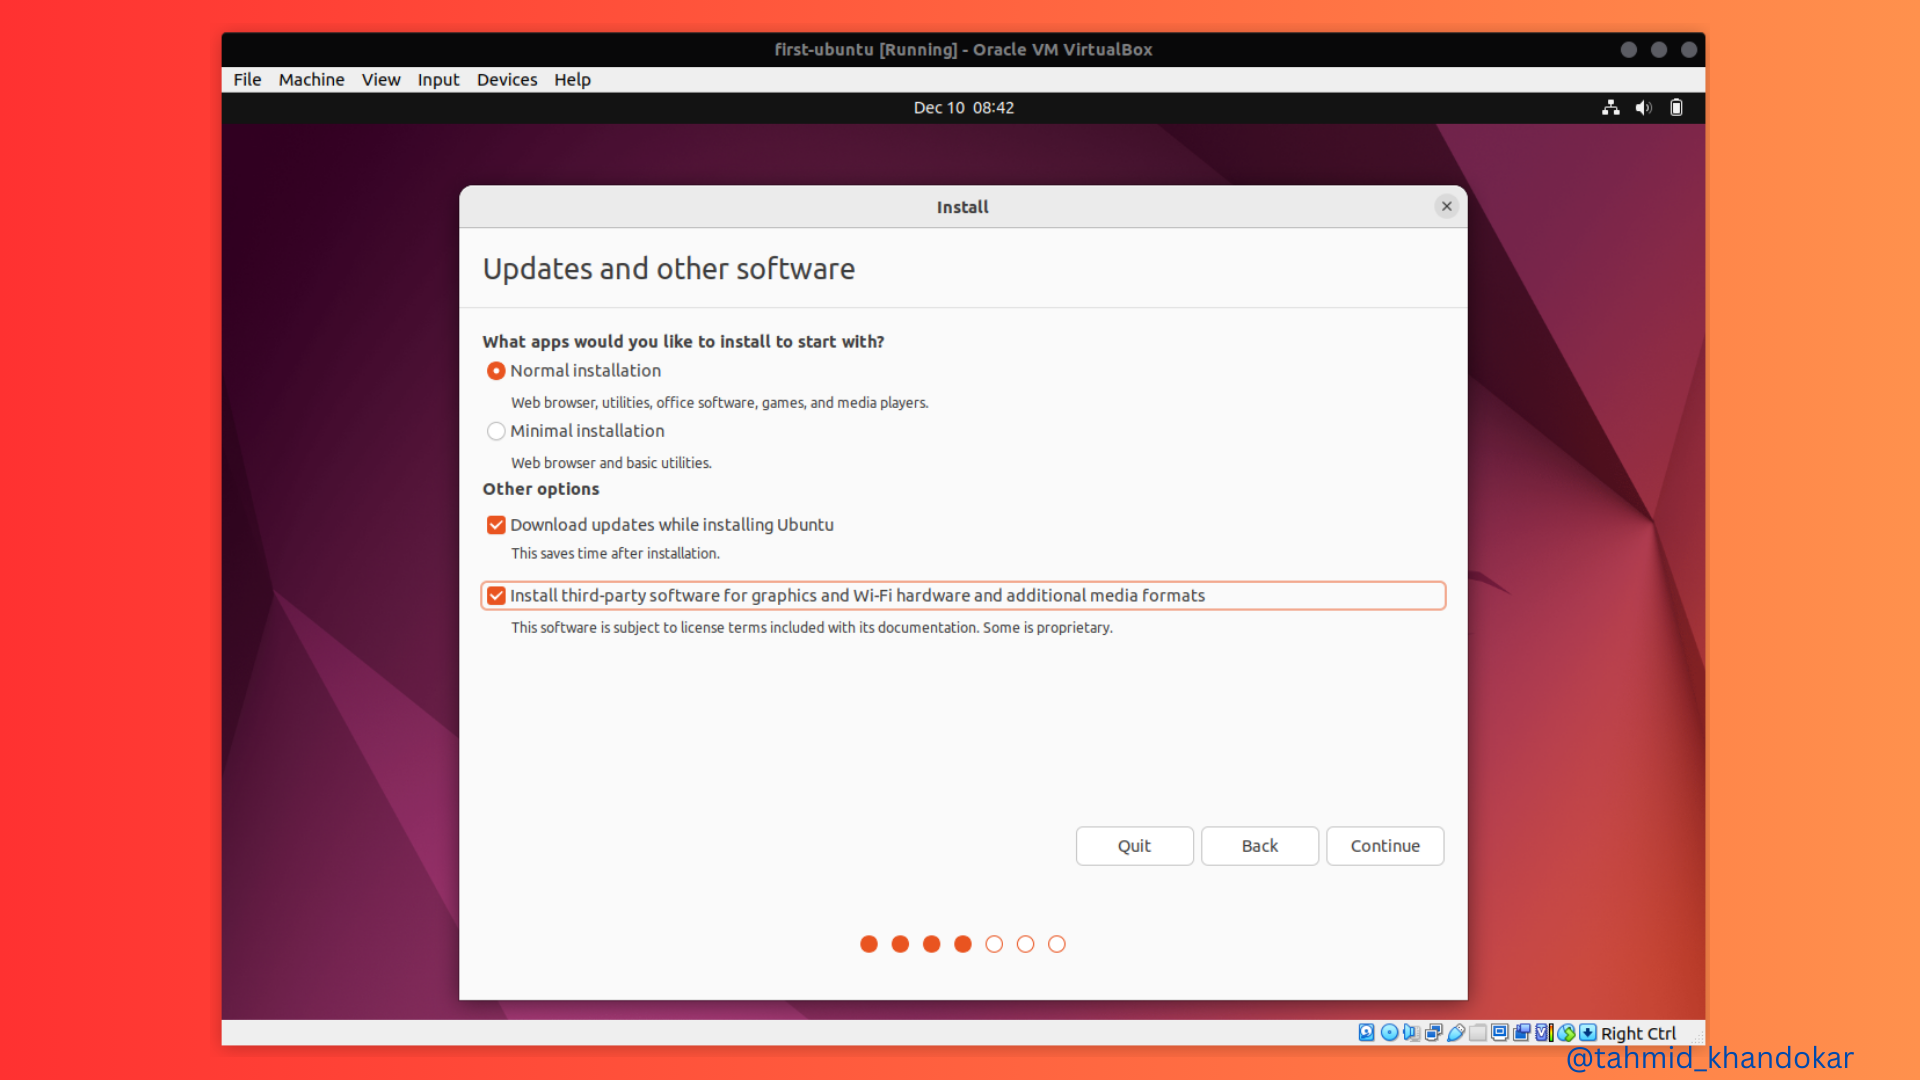 first-ubuntu [Running] - Oracle VM VirtualBox
File Machine View Input Devices Help
Dec 10 08:42
Install
Updates and other software
What apps would you like to install to start with?
Normal installation
Web browser, utilities, office software, games, and media players.
Minimal installation
Web browser and basic utilities.
Other options
Download updates while installing Ubuntu
This saves time after installation.
Install third-party software for graphics and Wi-Fi hardware and additional media formats
This software is subject to license terms included with its documentation. Some is proprietary.
Quit Back Continue
Right Ctrl
@tahmid_khandokar